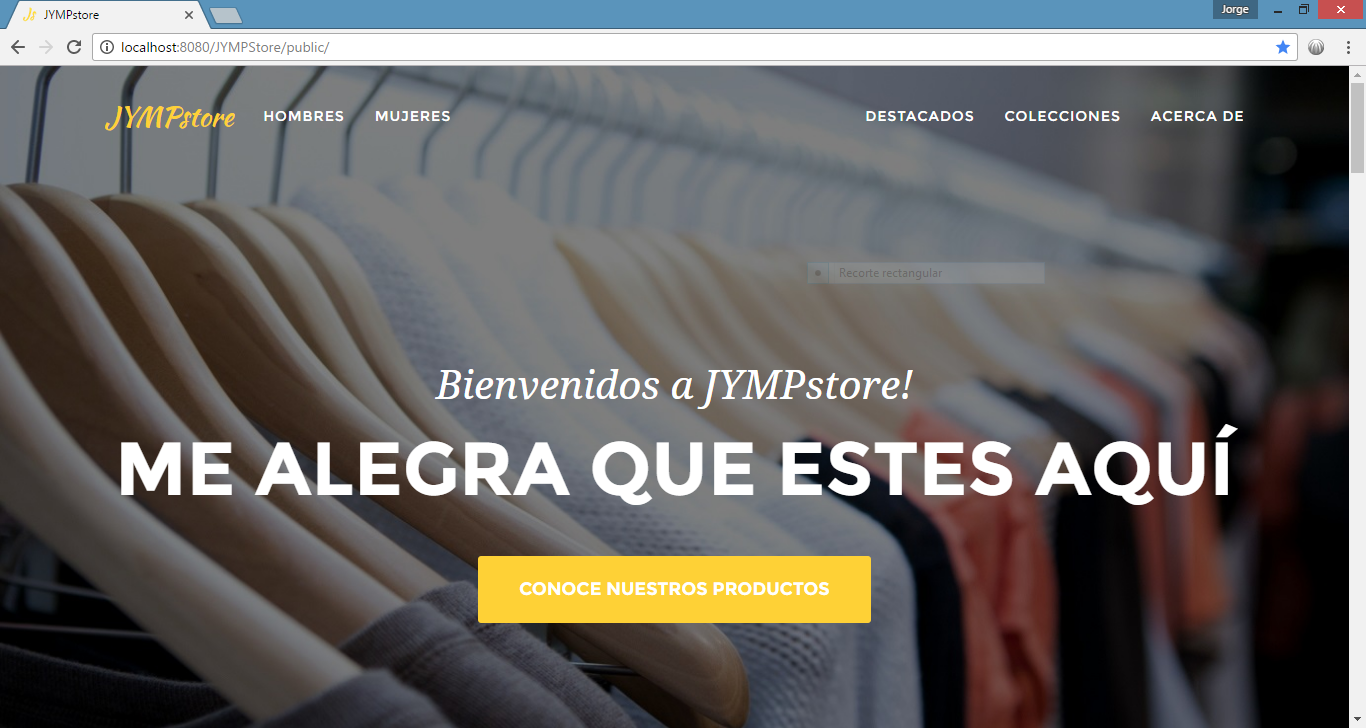 JYMPstore
Jorge
localhost:8080/JYMPStore/public/
JYMPstore HOMBRES MUJERES DESTACADOS COLECCIONES ACERCA DE
Recorte rectangular
Bienvenidos a JYMPstore!
ME ALEGRA QUE ESTES AQUÍ
CONOCE NUESTROS PRODUCTOS